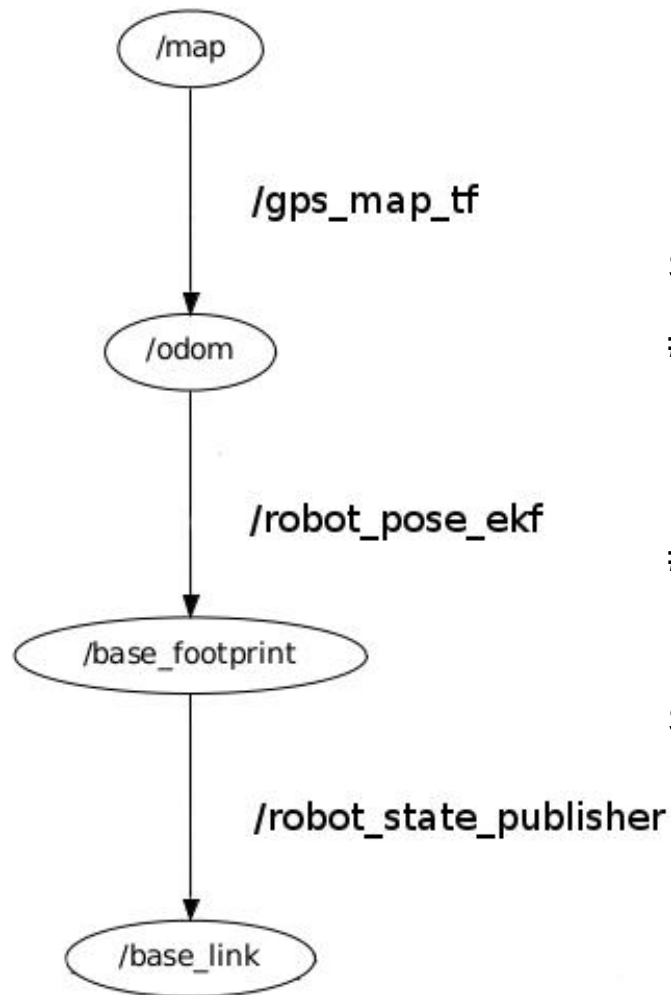 /map
/gps_map_tf
/odom
/robot_pose_ekf
/base_footprint
/robot_state_publisher
/base_link